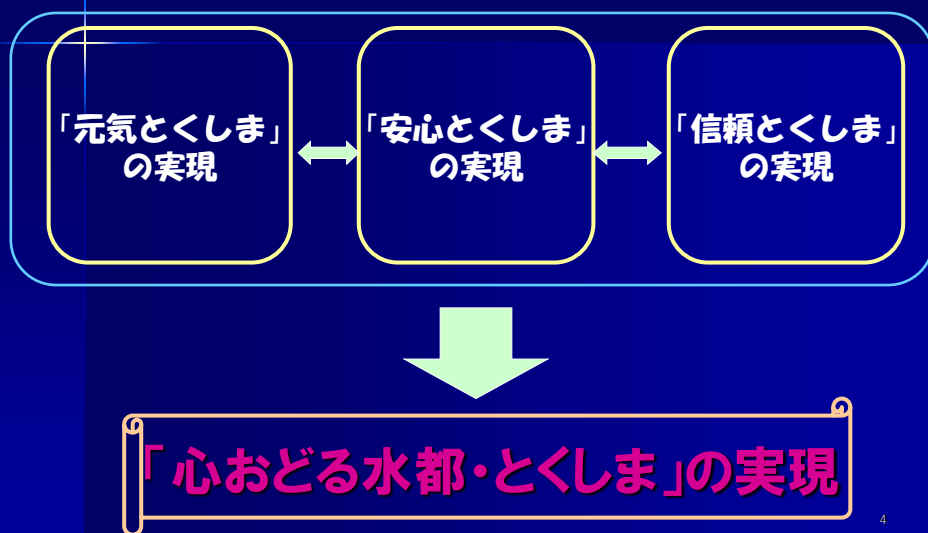 「元気とくしま」
の実現
「安心とくしま」
の実現
「信頼とくしま」
の実現
「心おどる水都・とくしま」の実現
4